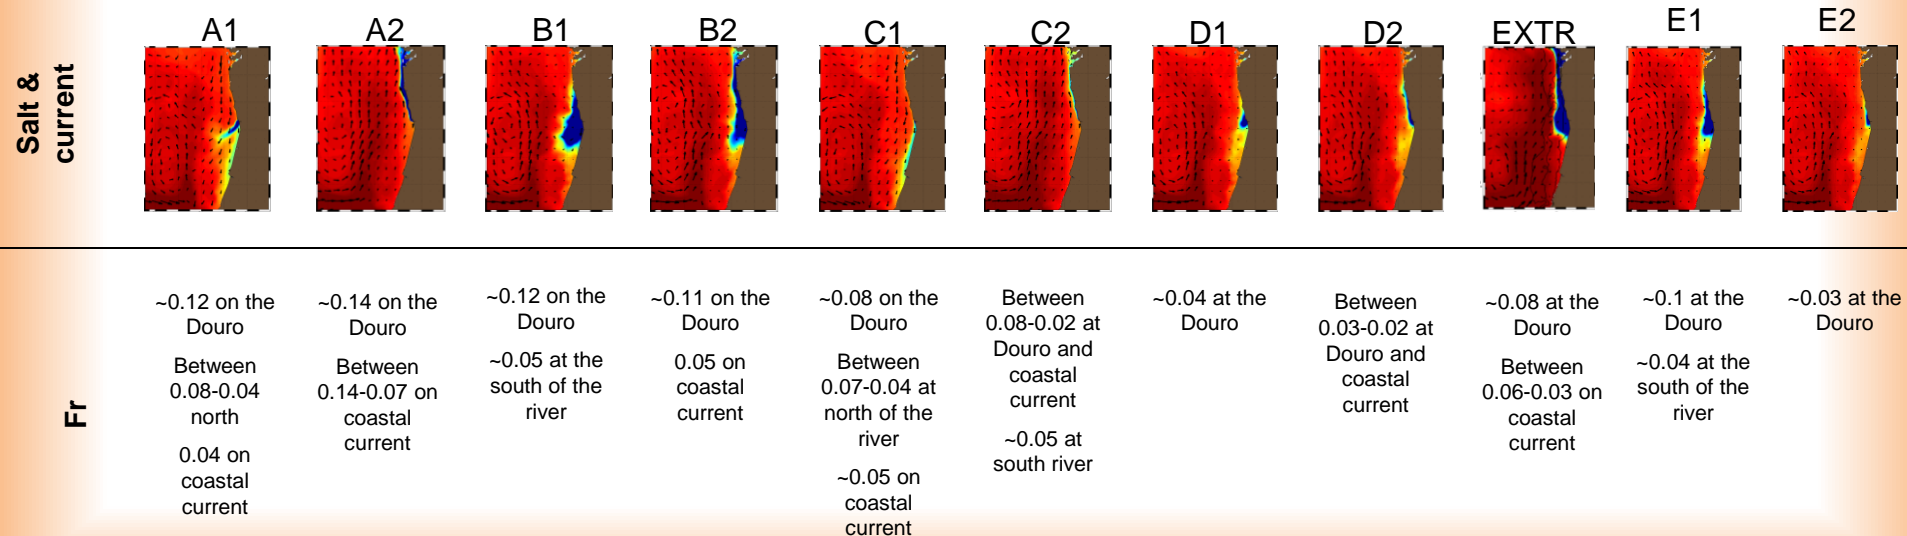 A1
A2
B1
B2
C1
C2
D1
D2
EXTR
E1
E2
Salt &
current
Fr
~0.12 on the
Douro
Between
0.08-0.04
north
0.04 on
coastal
current
~0.14 on the
Douro
Between
0.14-0.07 on
coastal
current
~0.12 on the
Douro
~0.05 at the
south of the
river
~0.11 on the
Douro
0.05 on
coastal
current
~0.08 on the
Douro
Between
0.07-0.04 at
north of the
river
~0.05 on
coastal
current
Between
0.08-0.02 at
Douro and
coastal
current
~0.05 at
south river
~0.04 at the
Douro
Between
0.03-0.02 at
Douro and
coastal
current
~0.08 at the
Douro
Between
0.06-0.03 on
coastal
current
~0.1 at the
Douro
~0.04 at the
south of the
river
~0.03 at the
Douro